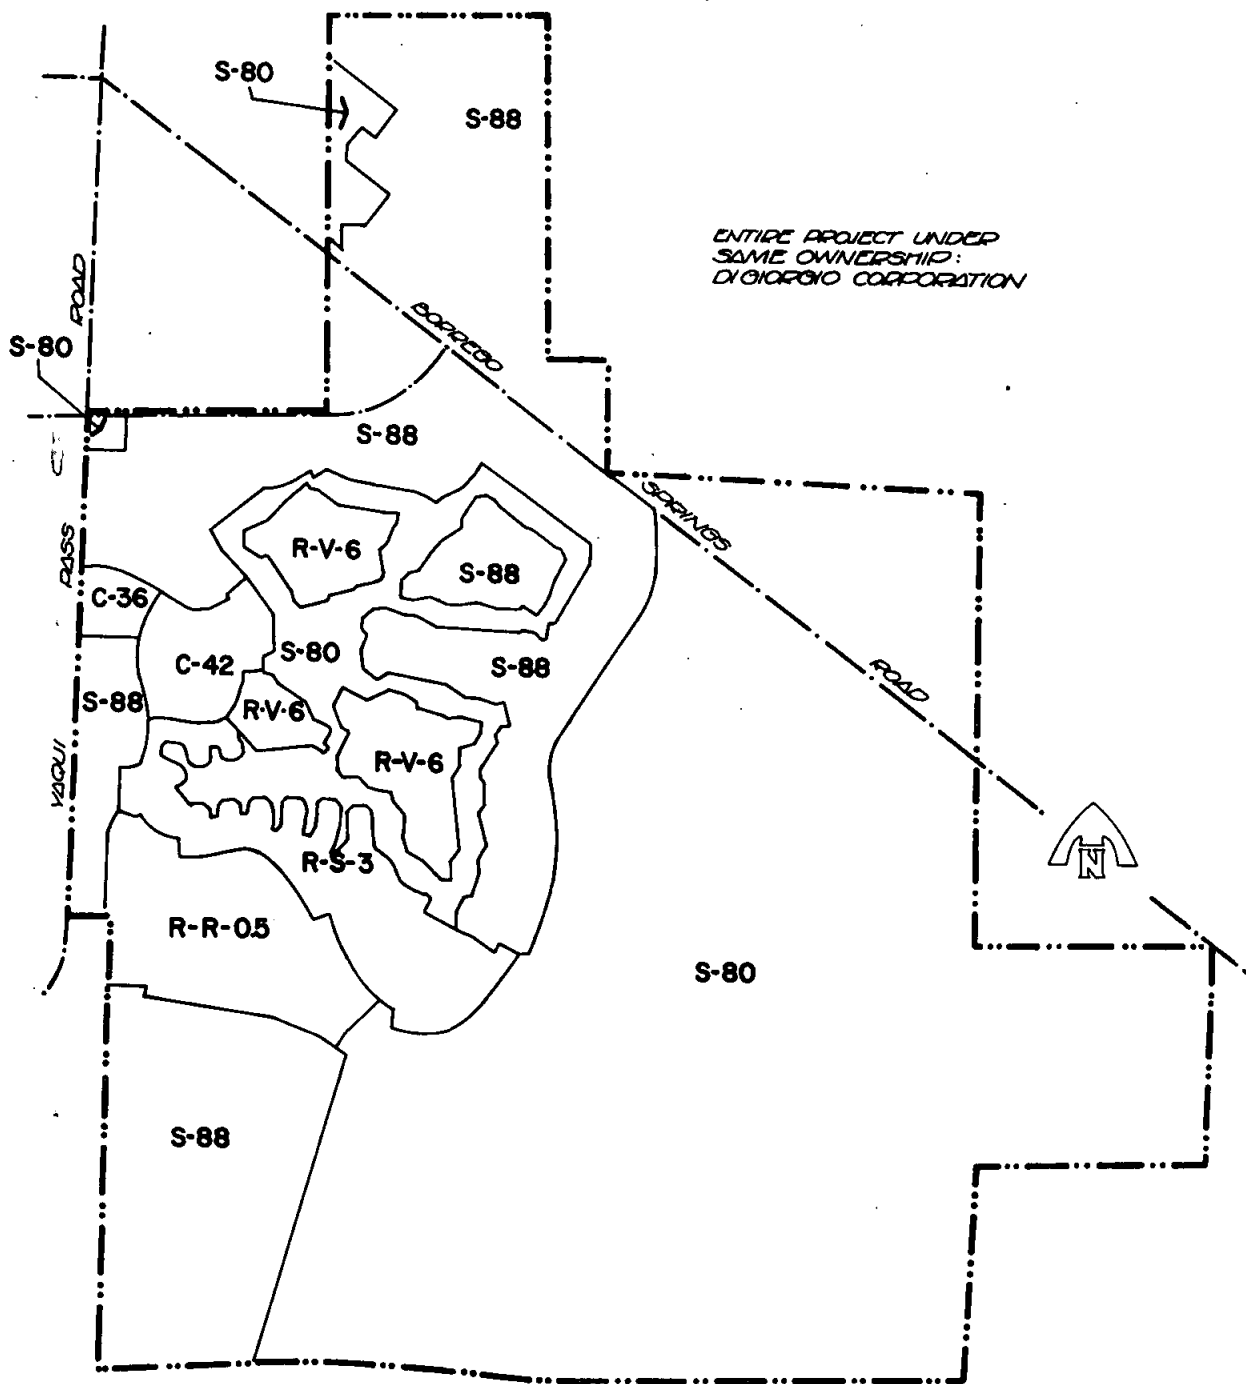 S-80
S-88
ENTIRE PROJECT UNDER
SAME OWNERSHIP:
DI GIORGIO CORPORATION
ROAD
BORREGO
S-80
S-88
SPRINGS
R-V-6
PASS
S-88
C-36
S-80
C-42
S-88
ROAD
S-88
R-V-6
R-V-6
YAQUI
N
R-S-3
R-R-0.5
S-80
S-88